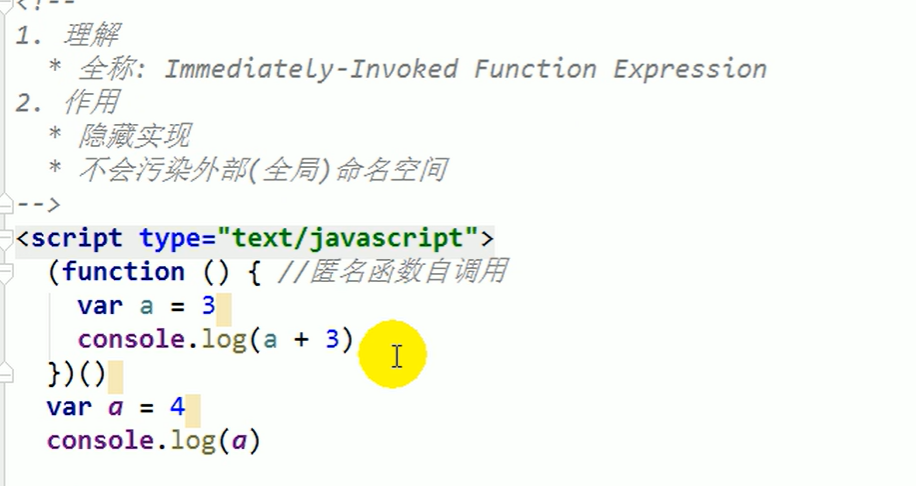 <!--
1. 理解
* 全称: Immediately-Invoked Function Expression
2. 作用
* 隐藏实现
* 不会污染外部(全局)命名空间
-->
<script type="text/javascript">
(function () { //匿名函数自调用
var a = 3
console.log(a + 3)
})()
var a = 4
console.log(a)